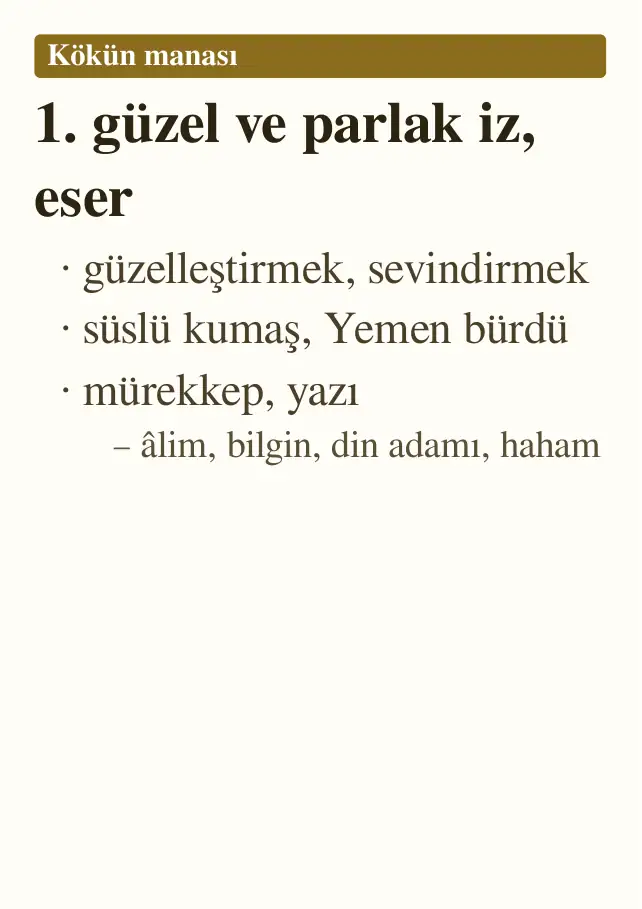 Kökün manası
1. güzel ve parlak iz,
eser
· güzelleştirmek, sevindirmek
· süslü kumaş, Yemen bürdü
· mürekkep, yazı
– âlim, bilgin, din adamı, haham